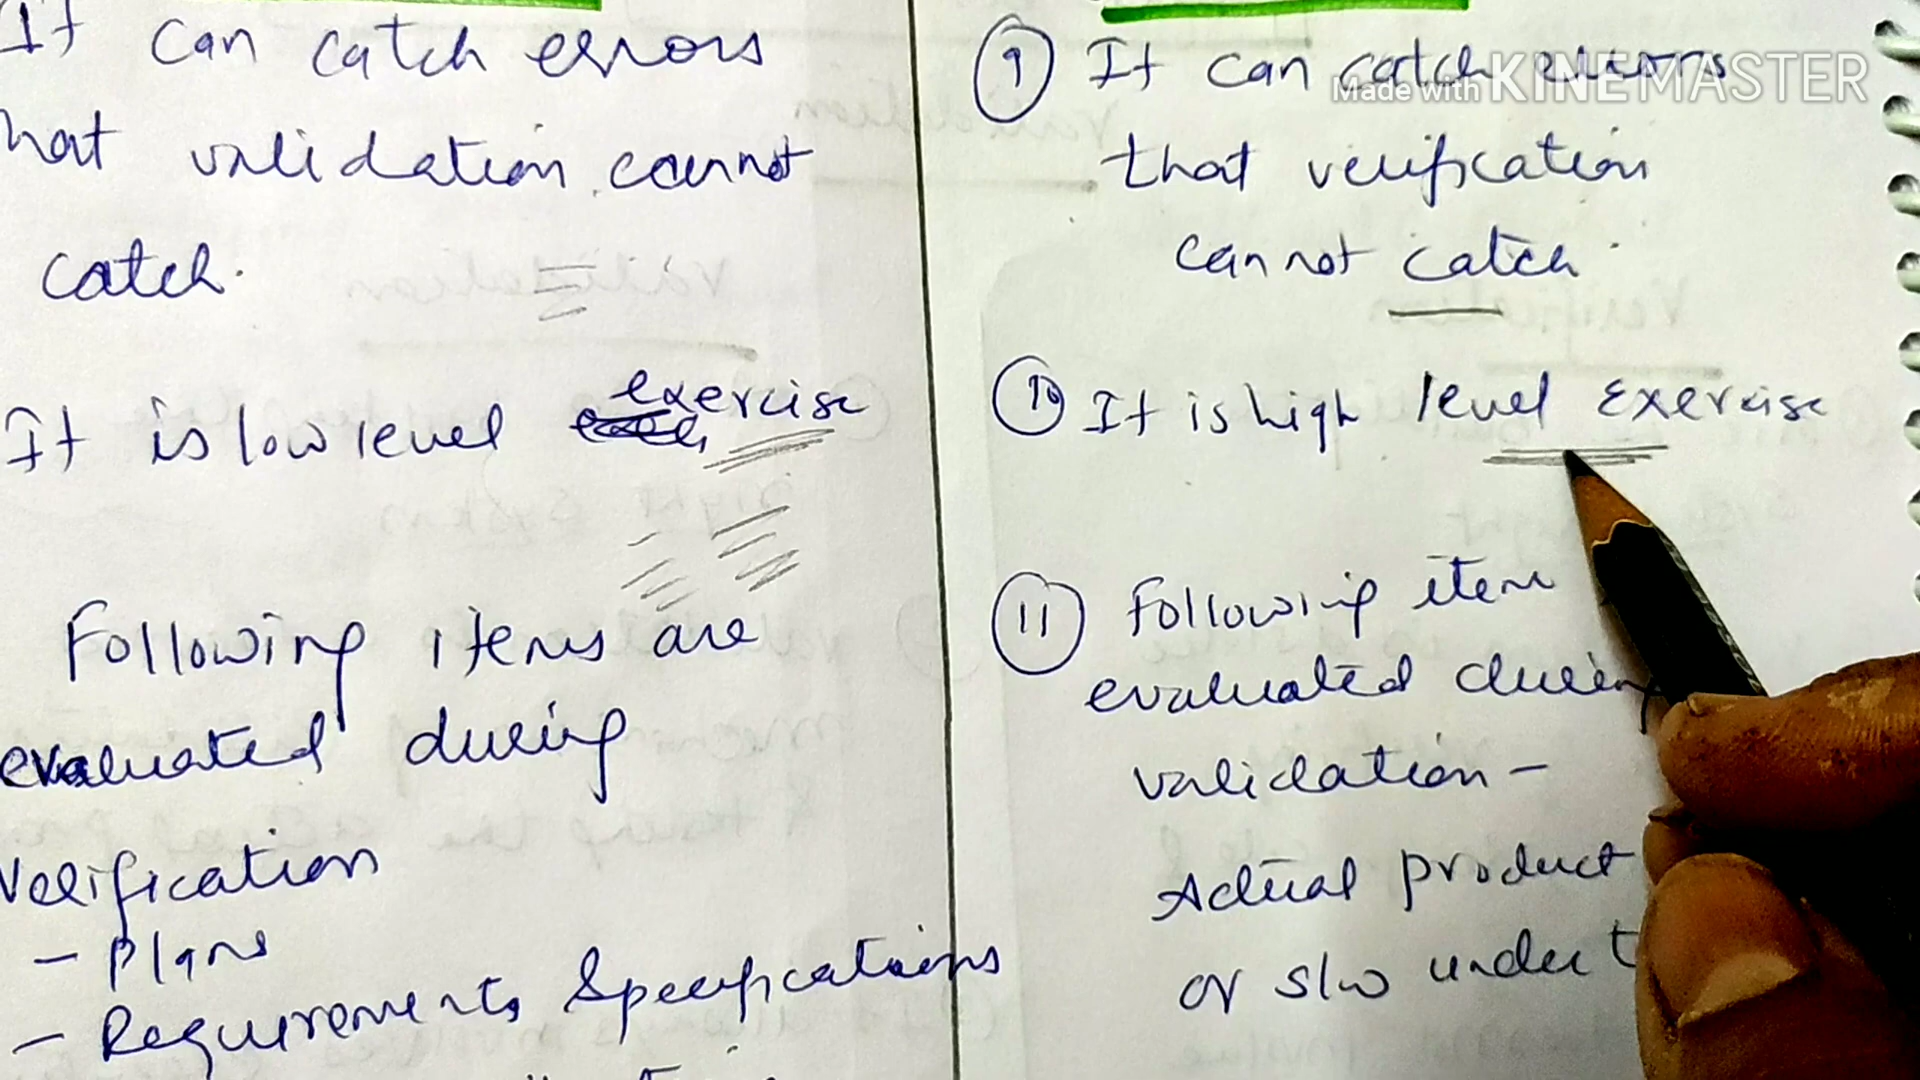 It can catch errors
that validation cannot
catch.
It is low level exercise
Following items are
evaluated during
Verification
- Plans
- Requirements Specifications
9 It can catch errors
that verification
cannot catch.
10 It is high level exercise
11 Following item
evaluated during
validation -
Actual product
or s/w under t
Made with KINEMASTER